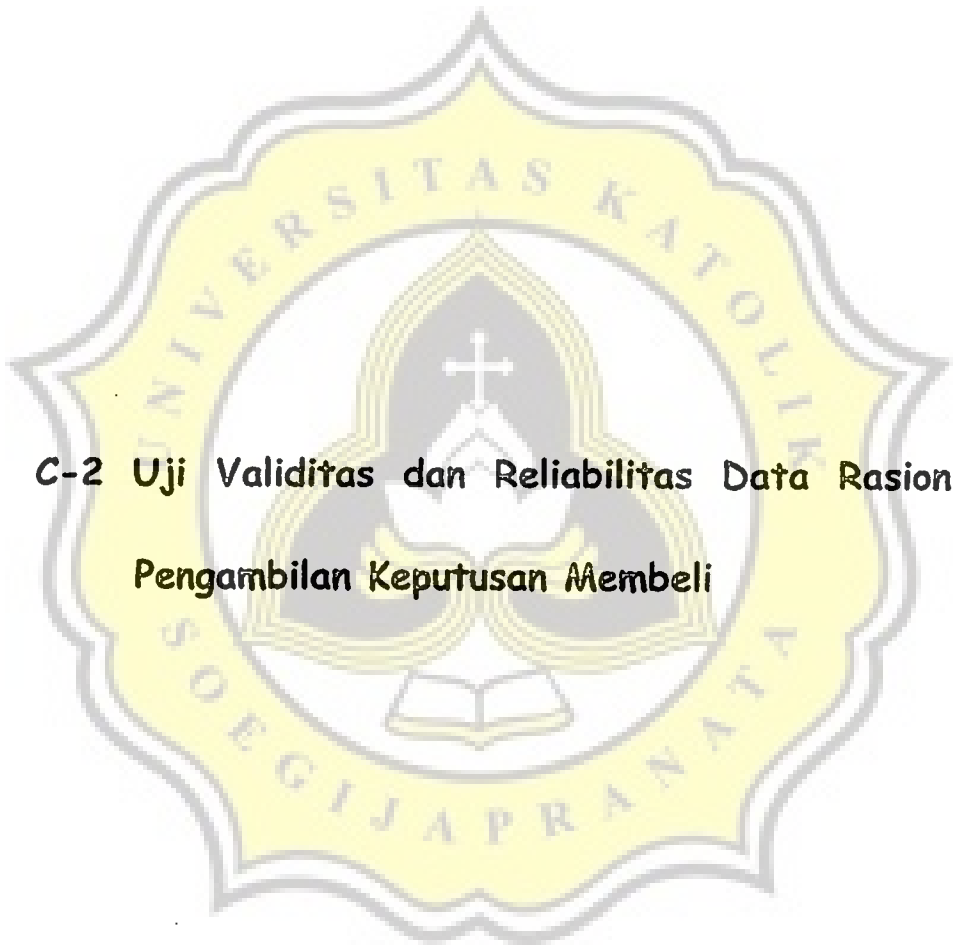 UNIVERSITAS KATOLIK
C-2 Uji Validitas dan Reliabilitas Data Rasion
Pengambilan Keputusan Membeli
SOEGIJAPRANATA